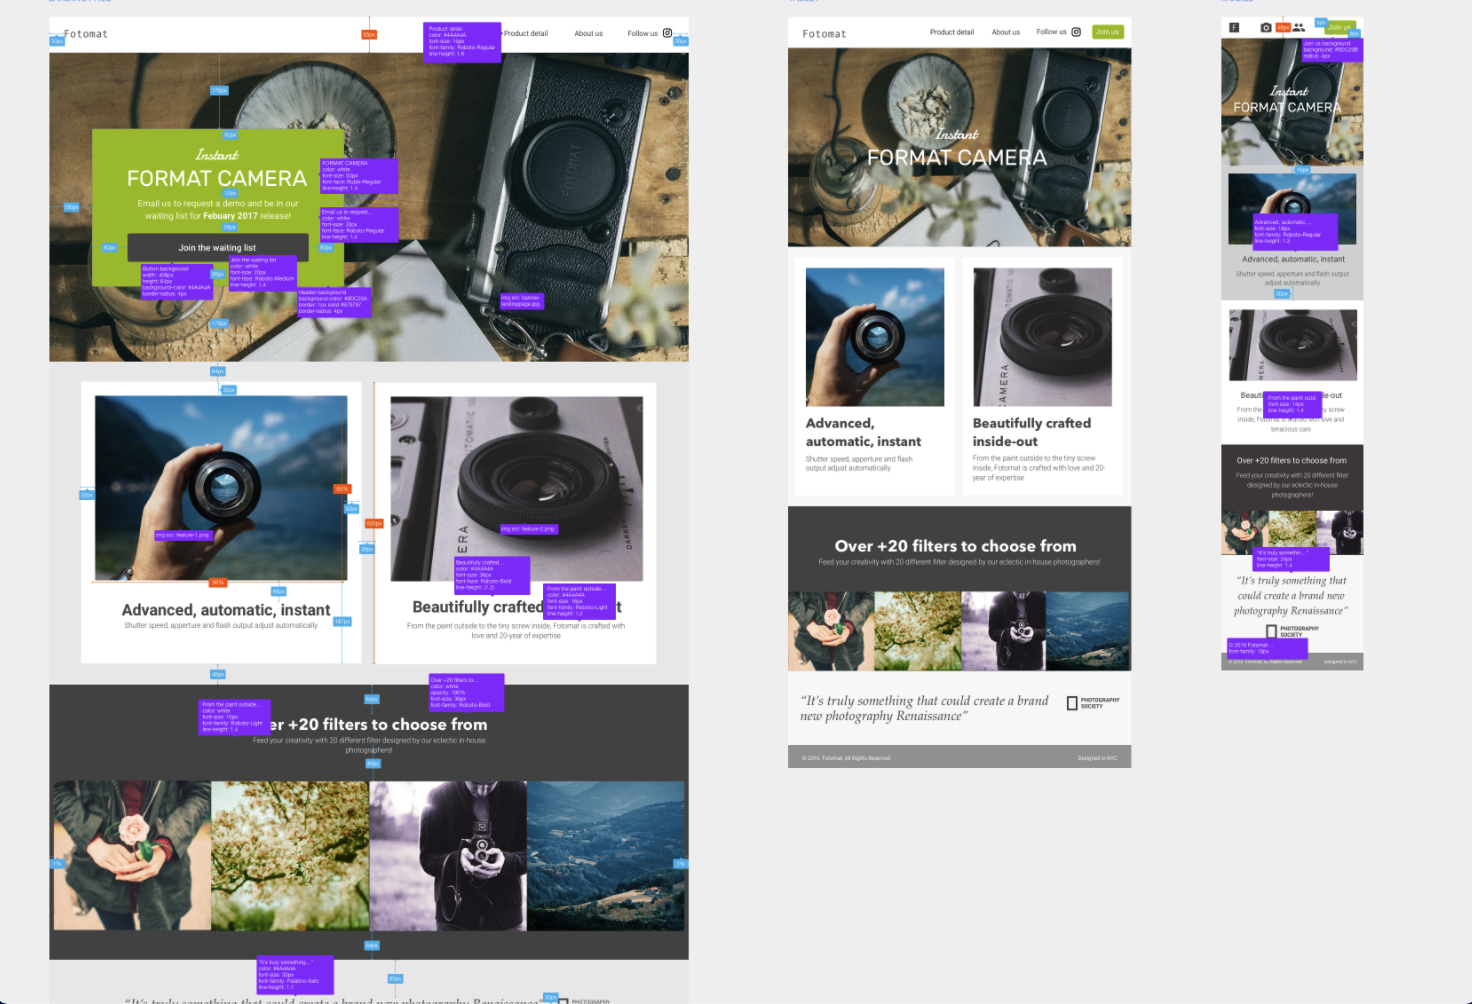 Fotomat
Product detail
About us
Follow us
55px
Product detail
color: #4A4A4A
font-size: 16px
font-family: Roboto-Regular
line-height: 1.6
170px
Instant
FORMAT CAMERA
12px
Email us to request a demo and be in our
waiting list for Febuary 2017 release!
Join the waiting list
FORMAT CAMERA
color: white
font-size: 50px
font-face: Rubik-Regular
line-height: 1.4
Email us to request...
color: white
font-size: 20px
font-face: Roboto-Regular
line-height: 1.4
Join the waiting list
color: white
font-size: 20px
font-face: Roboto-Medium
line-height: 1.4
Button background
width: 408px
height: 64px
background-color: #4A4A4A
border-radius: 4px
Header background
background-color: #9DC20A
border: 1px solid #979797
border-radius: 4px
img src: banner-
landingpage.jpg
170px
64px
FOTOMAT
img src: feature-1.png
90%
Advanced, automatic, instant
Shutter speed, aperture and flash output adjust automatically
img src: feature-2.png
Beautifully crafted...
color: #4A4A4A
font-size: 36px
font-face: Roboto-Bold
line-height: (1.2)
From the paint outside...
color: #4A4A4A
font-size: 16px
font-family: Roboto-Light
line-height: 1.3
Beautifully crafted
From the paint outside to the tiny screw inside, Fotomat is crafted with
love and 20-year of expertise
Over +20 filters to...
color: white
opacity: 100%
font-size: 36px
font-family: Roboto-Bold
From the paint outside...
color: white
font-size: 16px
font-family: Roboto-Light
line-height: 1.4
er +20 filters to choose from
Feed your creativity with 20 different filter designed by our eclectic in-house
photographers!
"It's truly something..."
color: #4A4A4A
font-size: 30px
font-family: Palatino-Italic
line-height: 1.1
“It's truly something that could create a brand new photography Renaissance”
PHOTOGRAPHY
Fotomat
Product detail
About us
Follow us
Join us
Instant
FORMAT CAMERA
Advanced,
automatic, instant
Shutter speed, apperture and flash
output adjust automatically
Beautifully crafted
inside-out
From the paint outside to the tiny screw
inside, Fotomat is crafted with love and 20-
year of expertise
Over +20 filters to choose from
Feed your creativity with 20 different filter designed by our eclectic in-house photographers!
“It's truly something that could create a brand
new photography Renaissance”
PHOTOGRAPHY
SOCIETY
© 2016 Fotomat, All Rights Reserved
Designed in NYC
Join us
Join us background
background: #9DC20B
radius: 4px
Instant
FORMAT CAMERA
Advanced, automatic,...
font-size: 18px
font-family: Roboto-Regular
line-height: 1.3
Advanced, automatic, instant
Shutter speed, apperture and flash output
adjust automatically
From the paint outsi
font-size: 14px
line-height: 1.4
inside, Fotomat is crafted with love and
tenacious care
Over +20 filters to choose from
Feed your creativity with 20 different filter
designed by our eclectic in-house
photographers!
"It's truly somethin..."
font-size: 24px
line-height: 1.4
“It's truly something that
could create a brand new
photography Renaissance”
PHOTOGRAPHY
SOCIETY
© 2016 Fotomat...
font-family: 10px
Designed in NYC